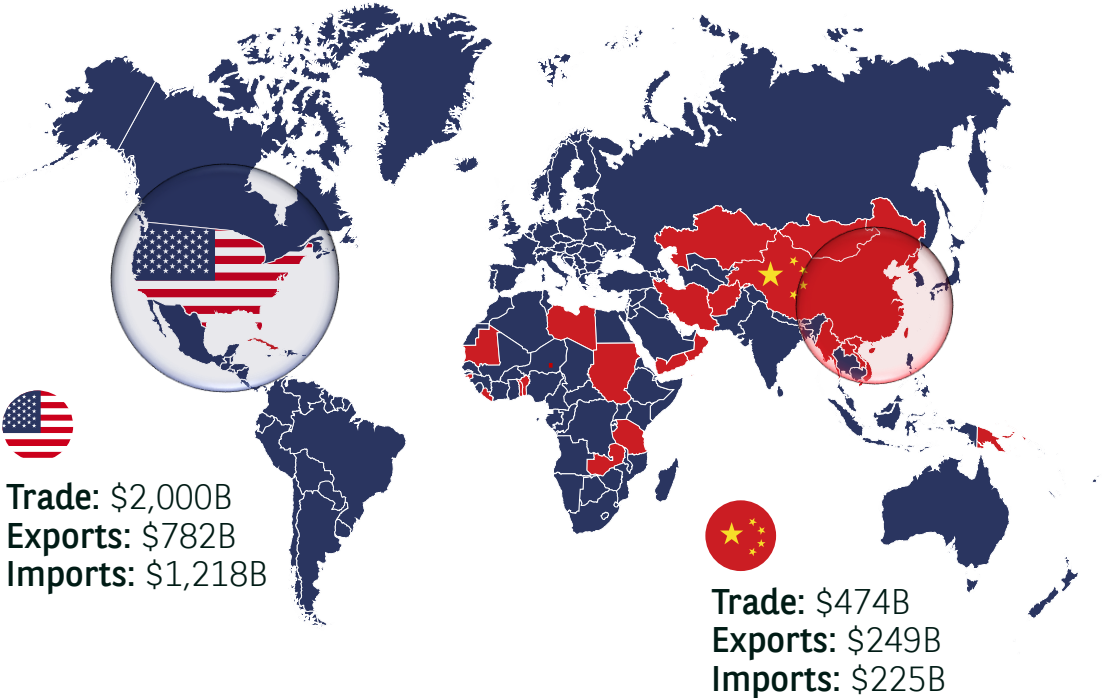 Trade: $2,000B
Exports: $782B
Imports: $1,218B
Trade: $474B
Exports: $249B
Imports: $225B